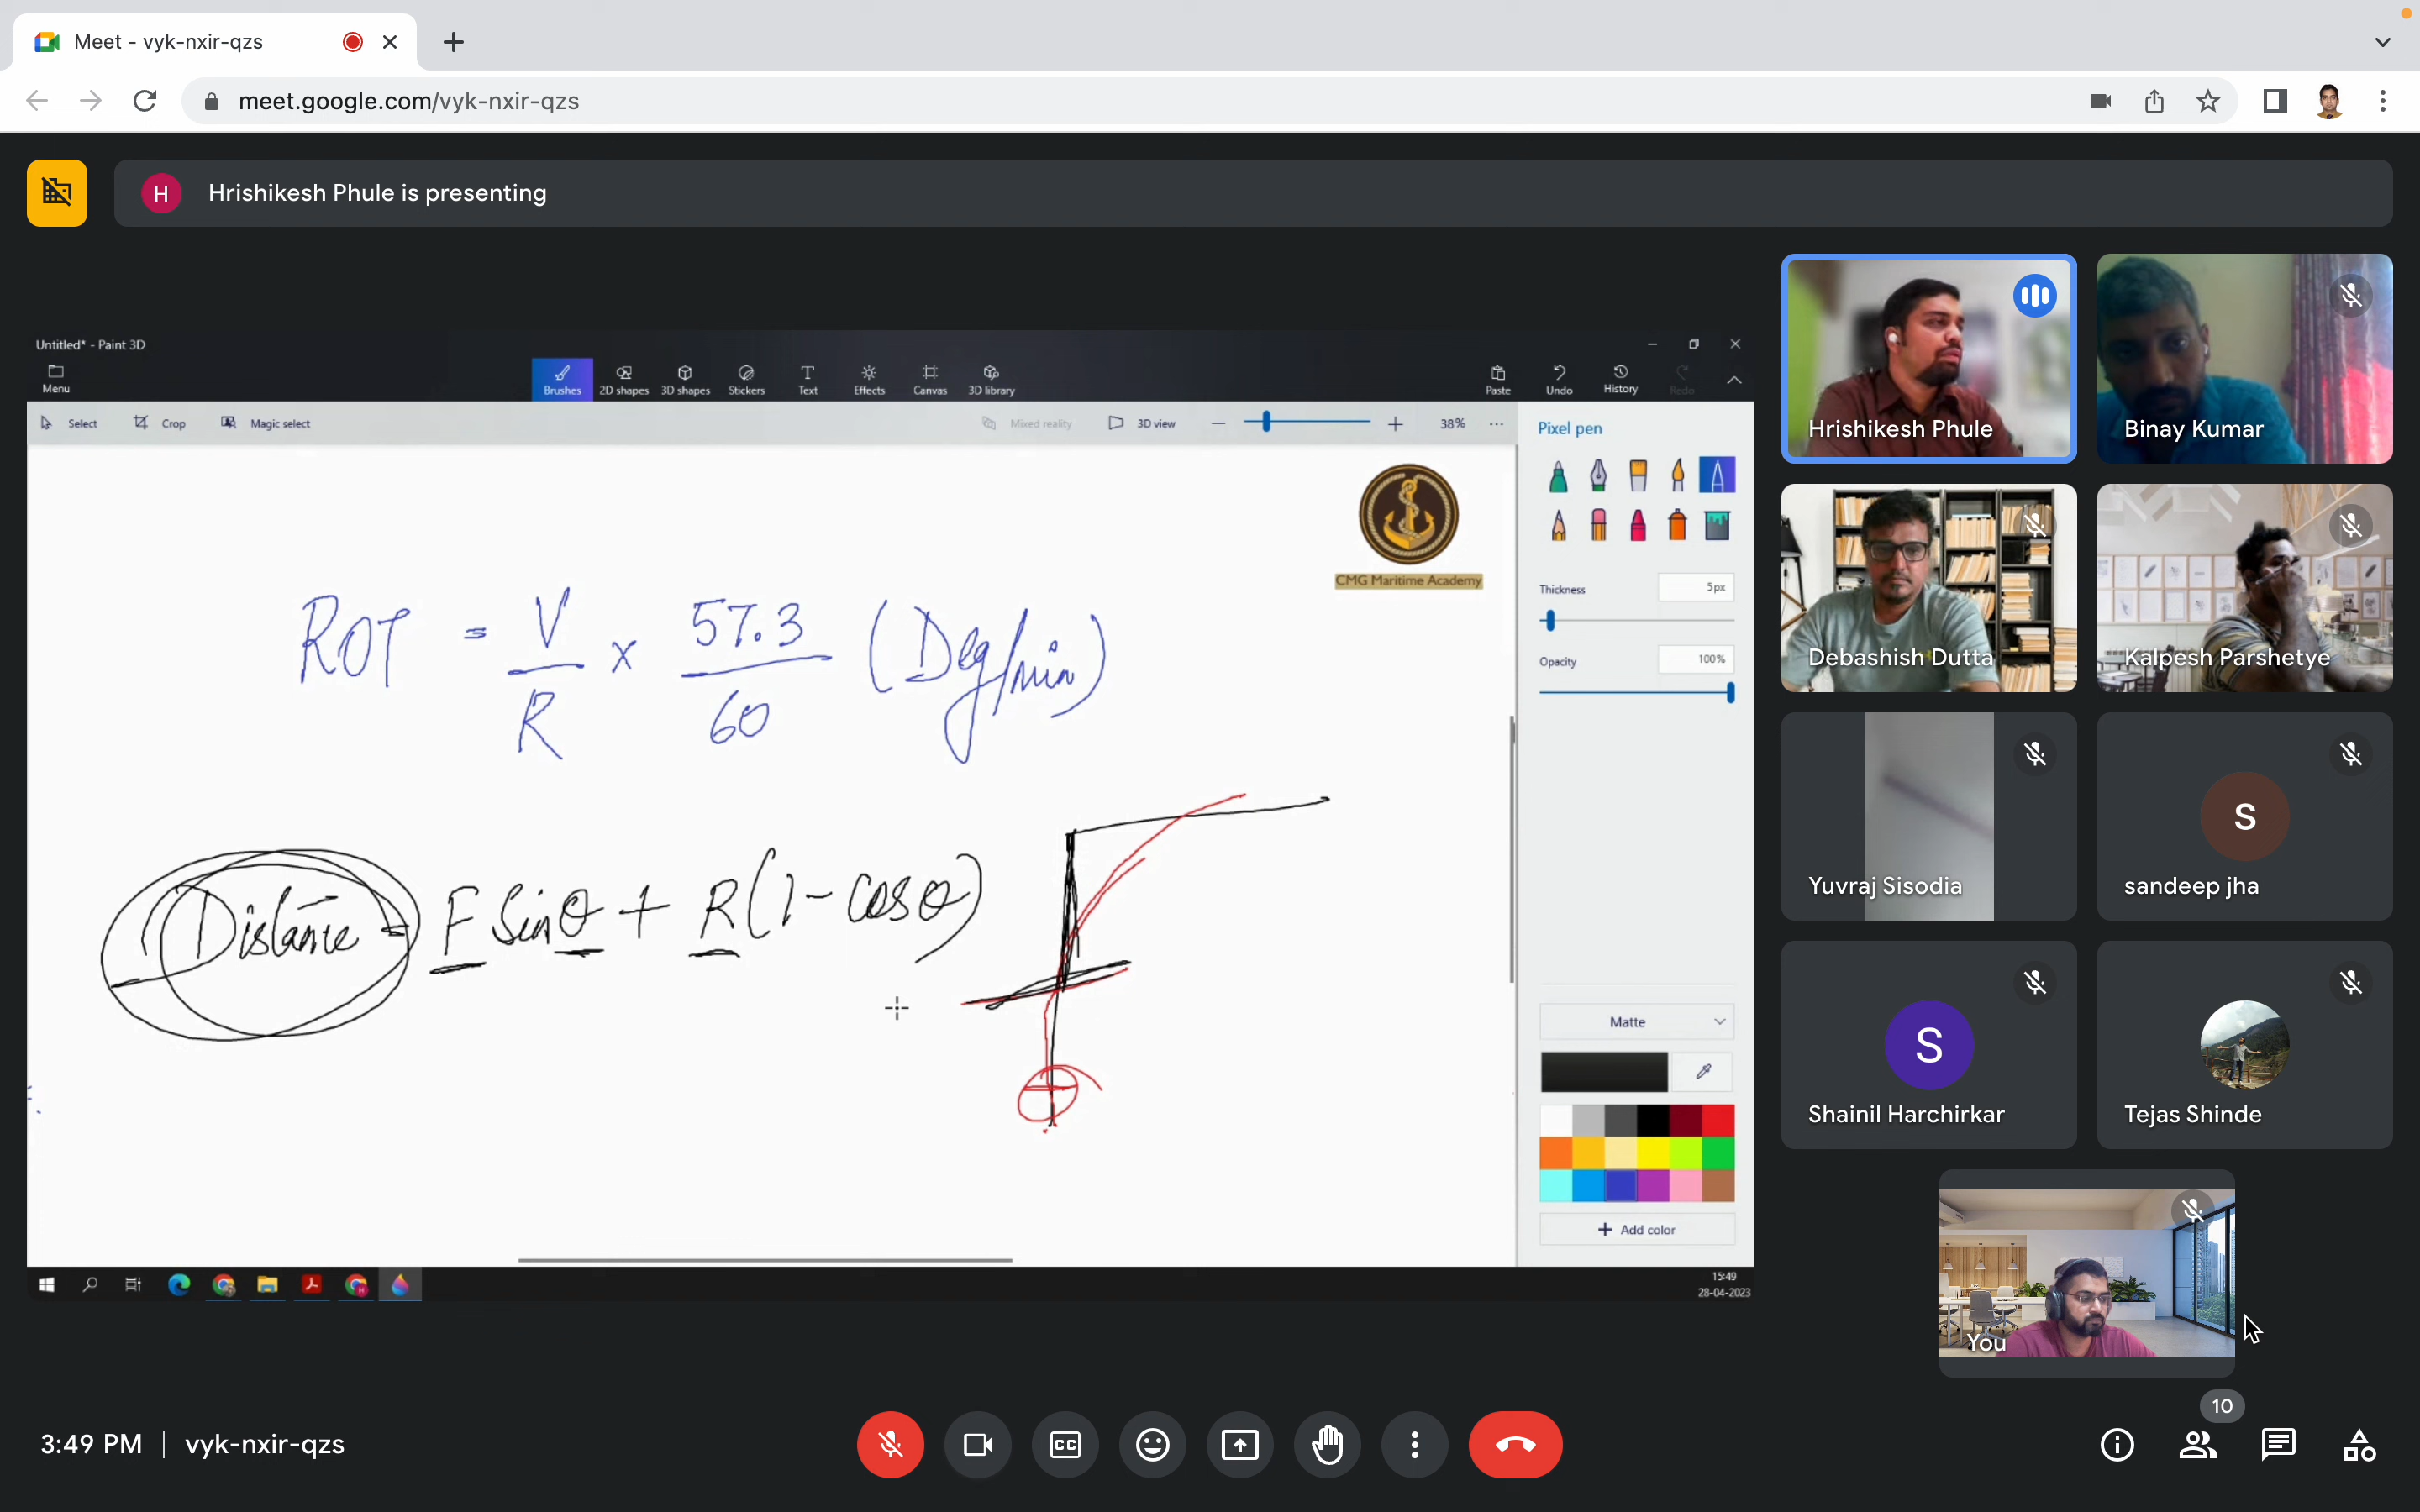 Meet - vyk-nxir-qzs
meet.google.com/vyk-nxir-qzs
H Hrishikesh Phule is presenting
Untitled* - Paint 3D
Menu
Brushes 2D shapes 3D shapes Stickers Text Effects Canvas 3D library Paste Undo History Redo
Select Crop Magic select Mixed reality 3D view 38%
Pixel pen
CMG Maritime Academy
Thickness 5px
Opacity 100%
ROT = V/R x 57.3/60 (Deg/min)
Distance = F Sinθ + R(1-cosθ)
Matte
Add color
15:49
28-04-2023
Hrishikesh Phule
Binay Kumar
Debashish Dutta
Kalpesh Parshetye
Yuvraj Sisodia
S
sandeep jha
S
Shainil Harchirkar
Tejas Shinde
You
3:49 PM | vyk-nxir-qzs
CC
10